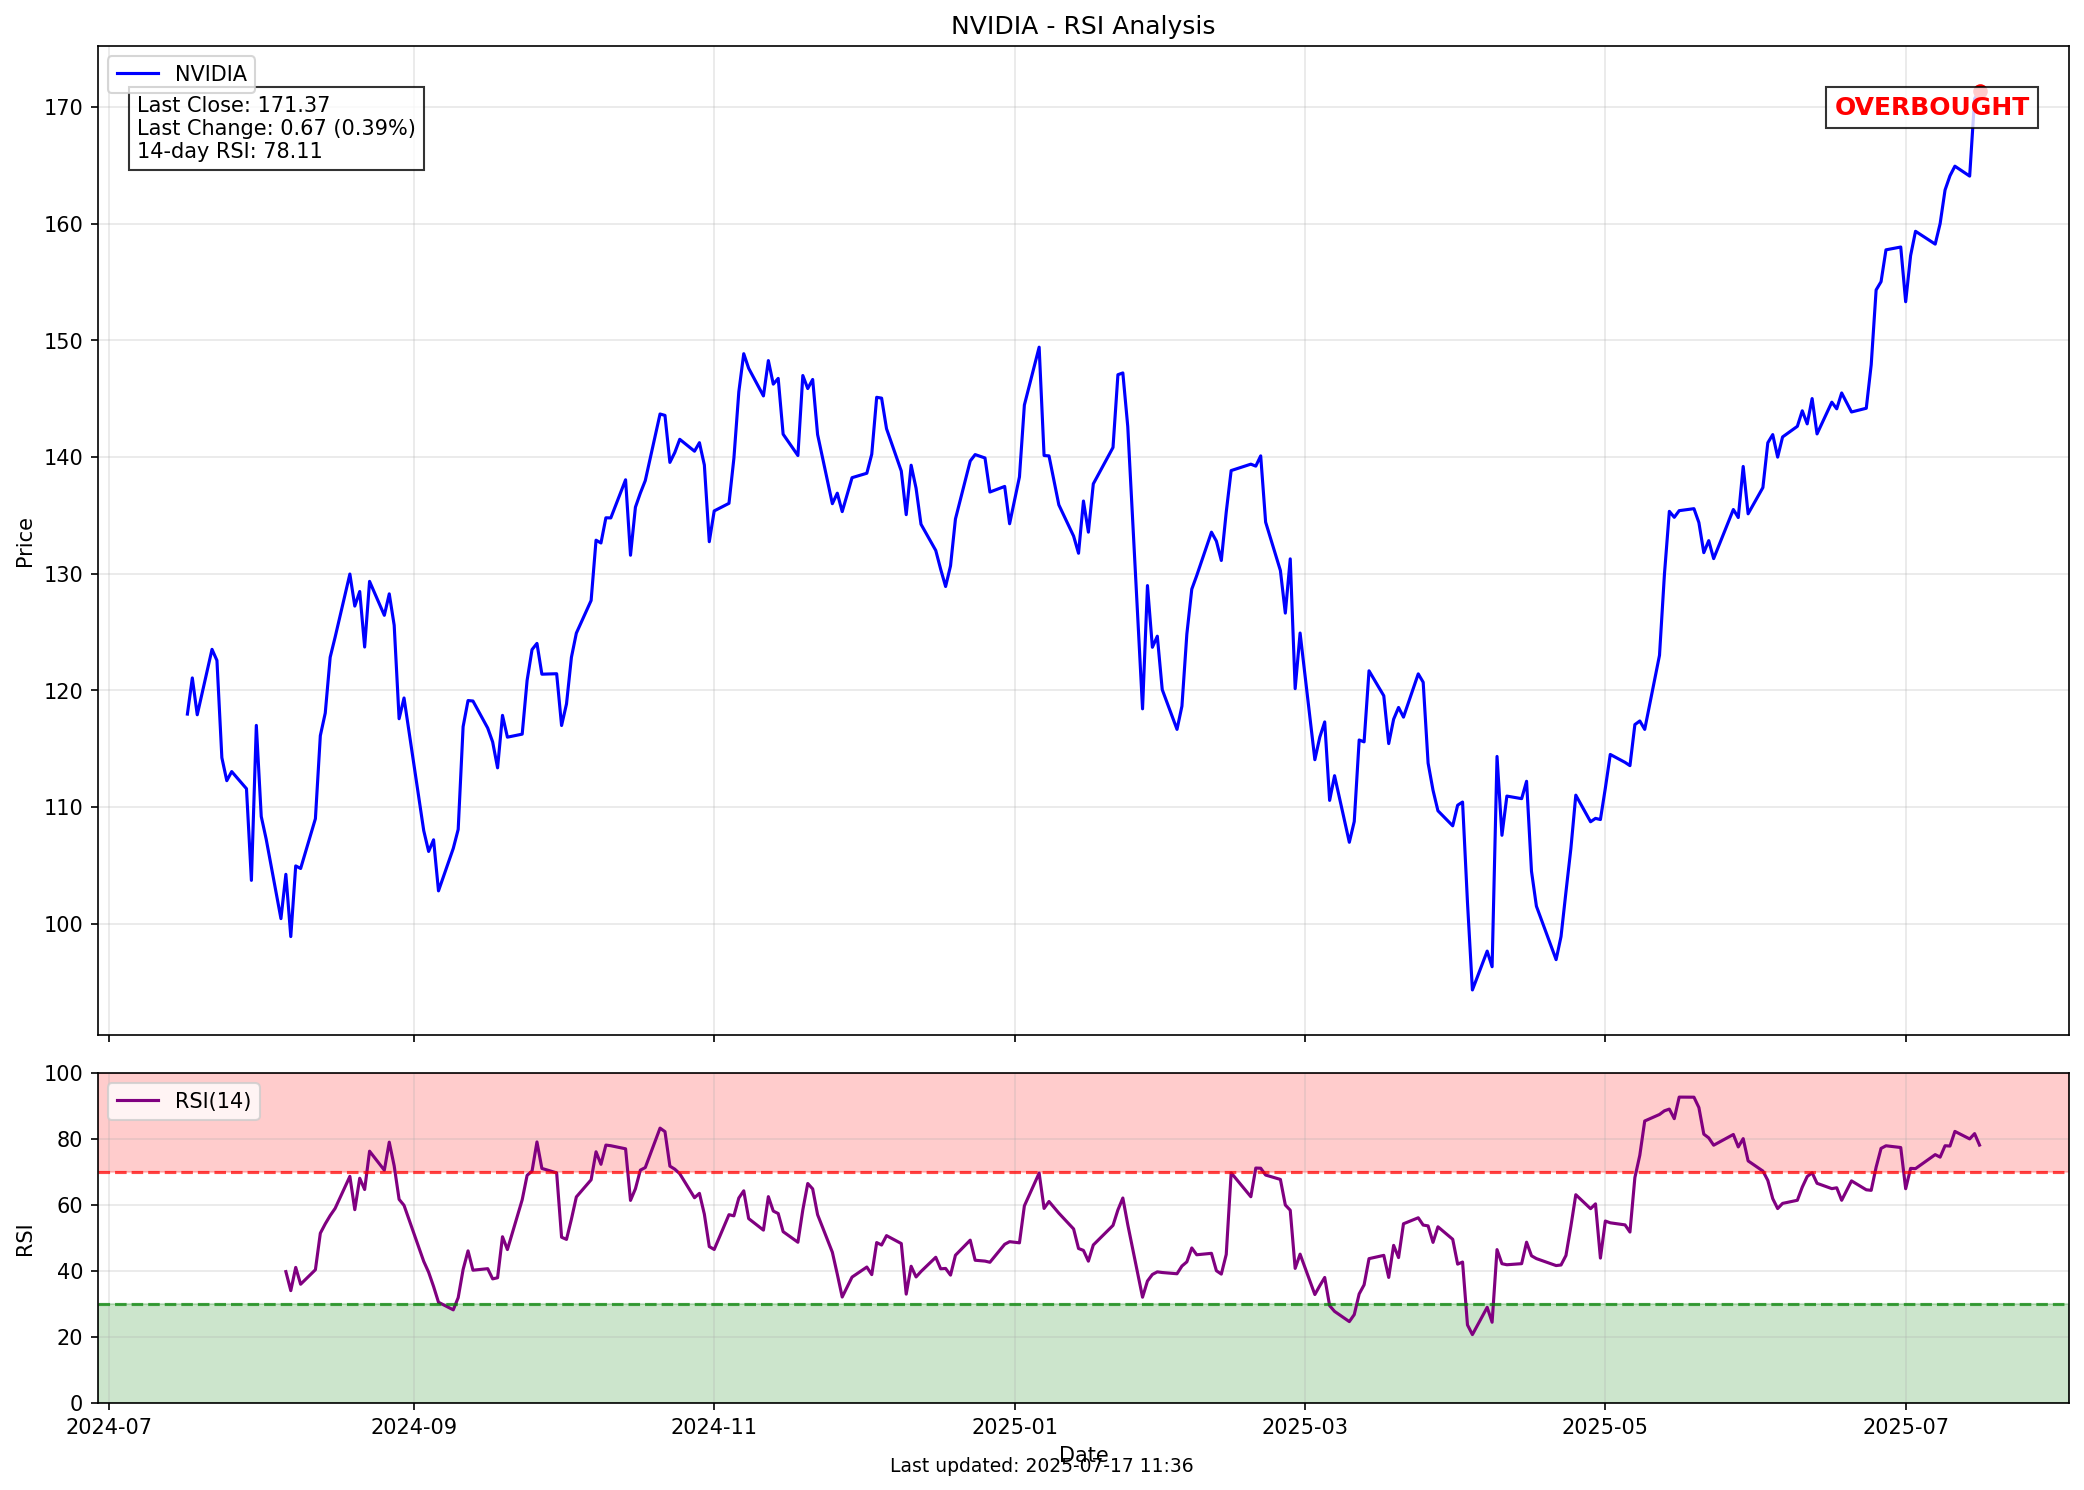 NVIDIA - RSI Analysis
NVIDIA
Last Close: 171.37
Last Change: 0.67 (0.39%)
14-day RSI: 78.11
OVERBOUGHT
Price
170
160
150
140
130
120
110
100
RSI(14)
RSI
100
80
60
40
20
0
2024-07
2024-09
2024-11
2025-01
2025-03
2025-05
2025-07
Date
Last updated: 2025-07-17 11:36